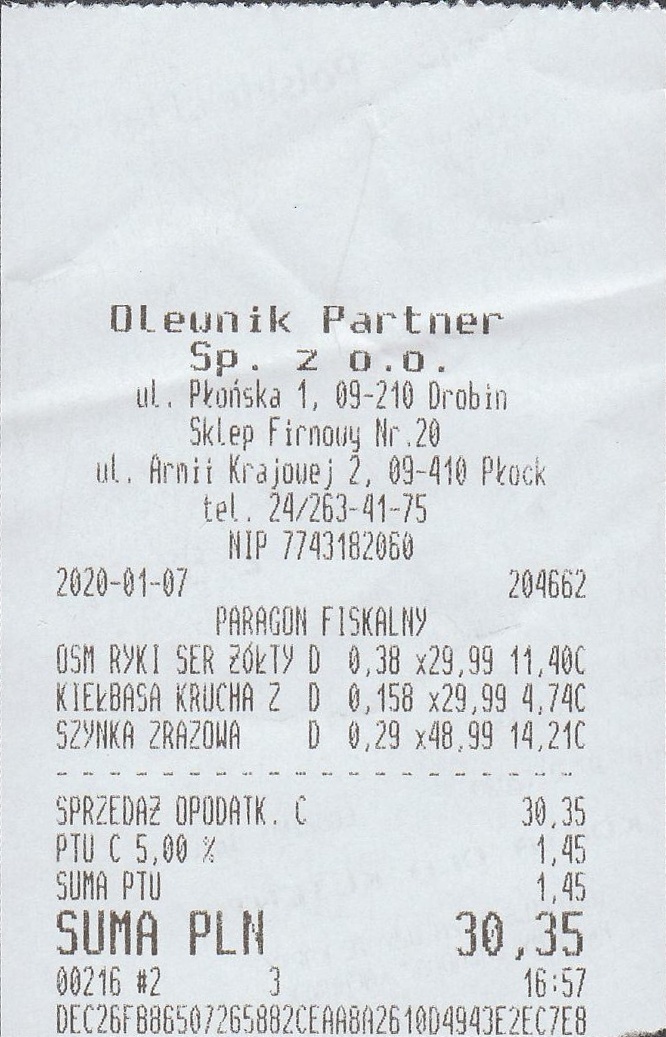 Olewnik Partner
Sp. z o.o.
ul. Płońska 1, 09-210 Drobin
Sklep Firmowy Nr.20
ul. Armii Krajowej 2, 09-410 Płock
tel. 24/263-41-75
NIP 7743182060
2020-01-07 204662
PARAGON FISKALNY
OSM RYKI SER ŻÓŁTY D 0,38 x29,99 11,40C
KIEŁBASA KRUCHA Z D 0,158 x29,99 4,74C
SZYNKA ZRAZOWA D 0,29 x48,99 14,21C
- - - - - - - - - - - - - - - - - - - -
SPRZEDAŻ OPODATK. C 30,35
PTU C 5,00 % 1,45
SUMA PTU 1,45
SUMA PLN 30,35
00216 #2 3 16:57
DEC26FB86507265882CEAA8A2610D4943E2EC7E8